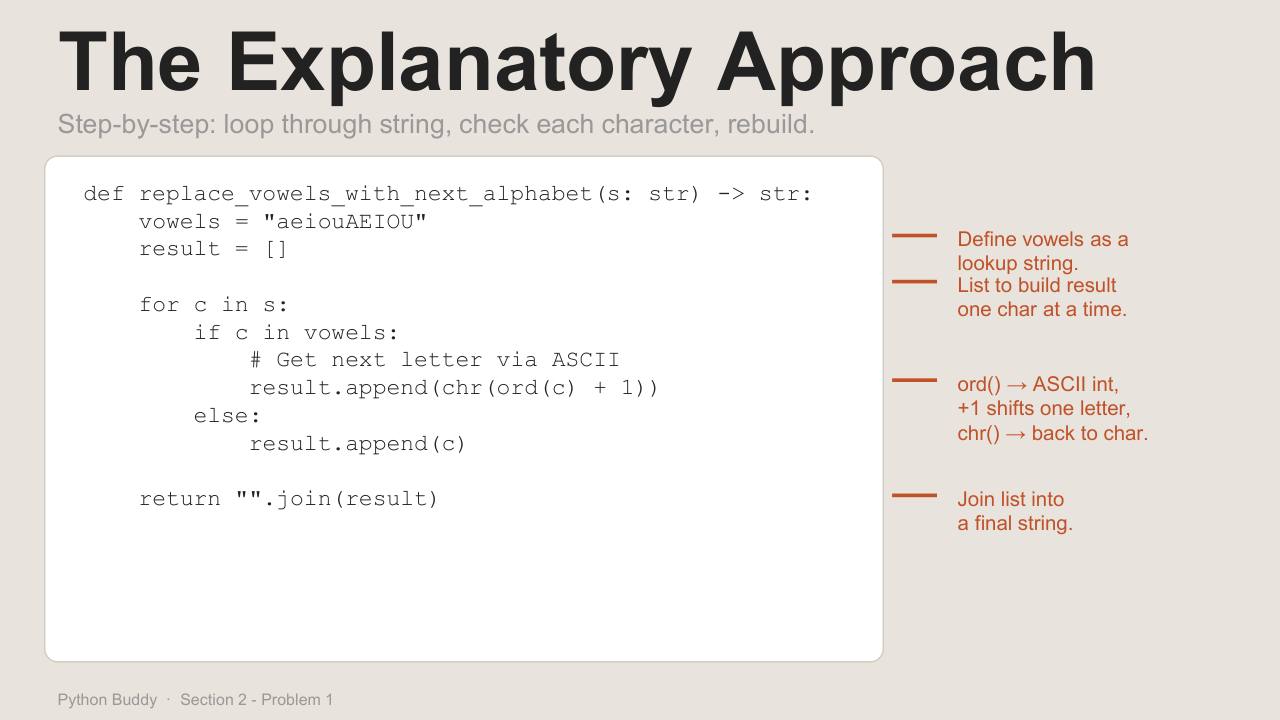 The Explanatory Approach
Step-by-step: loop through string, check each character, rebuild.
def replace_vowels_with_next_alphabet(s: str) -> str:
    vowels = "aeiouAEIOU"
    result = []
    for c in s:
        if c in vowels:
            # Get next letter via ASCII
            result.append(chr(ord(c) + 1))
        else:
            result.append(c)
    return "".join(result)
Define vowels as a
lookup string.
List to build result
one char at a time.
ord() → ASCII int,
+1 shifts one letter,
chr() → back to char.
Join list into
a final string.
Python Buddy · Section 2 - Problem 1